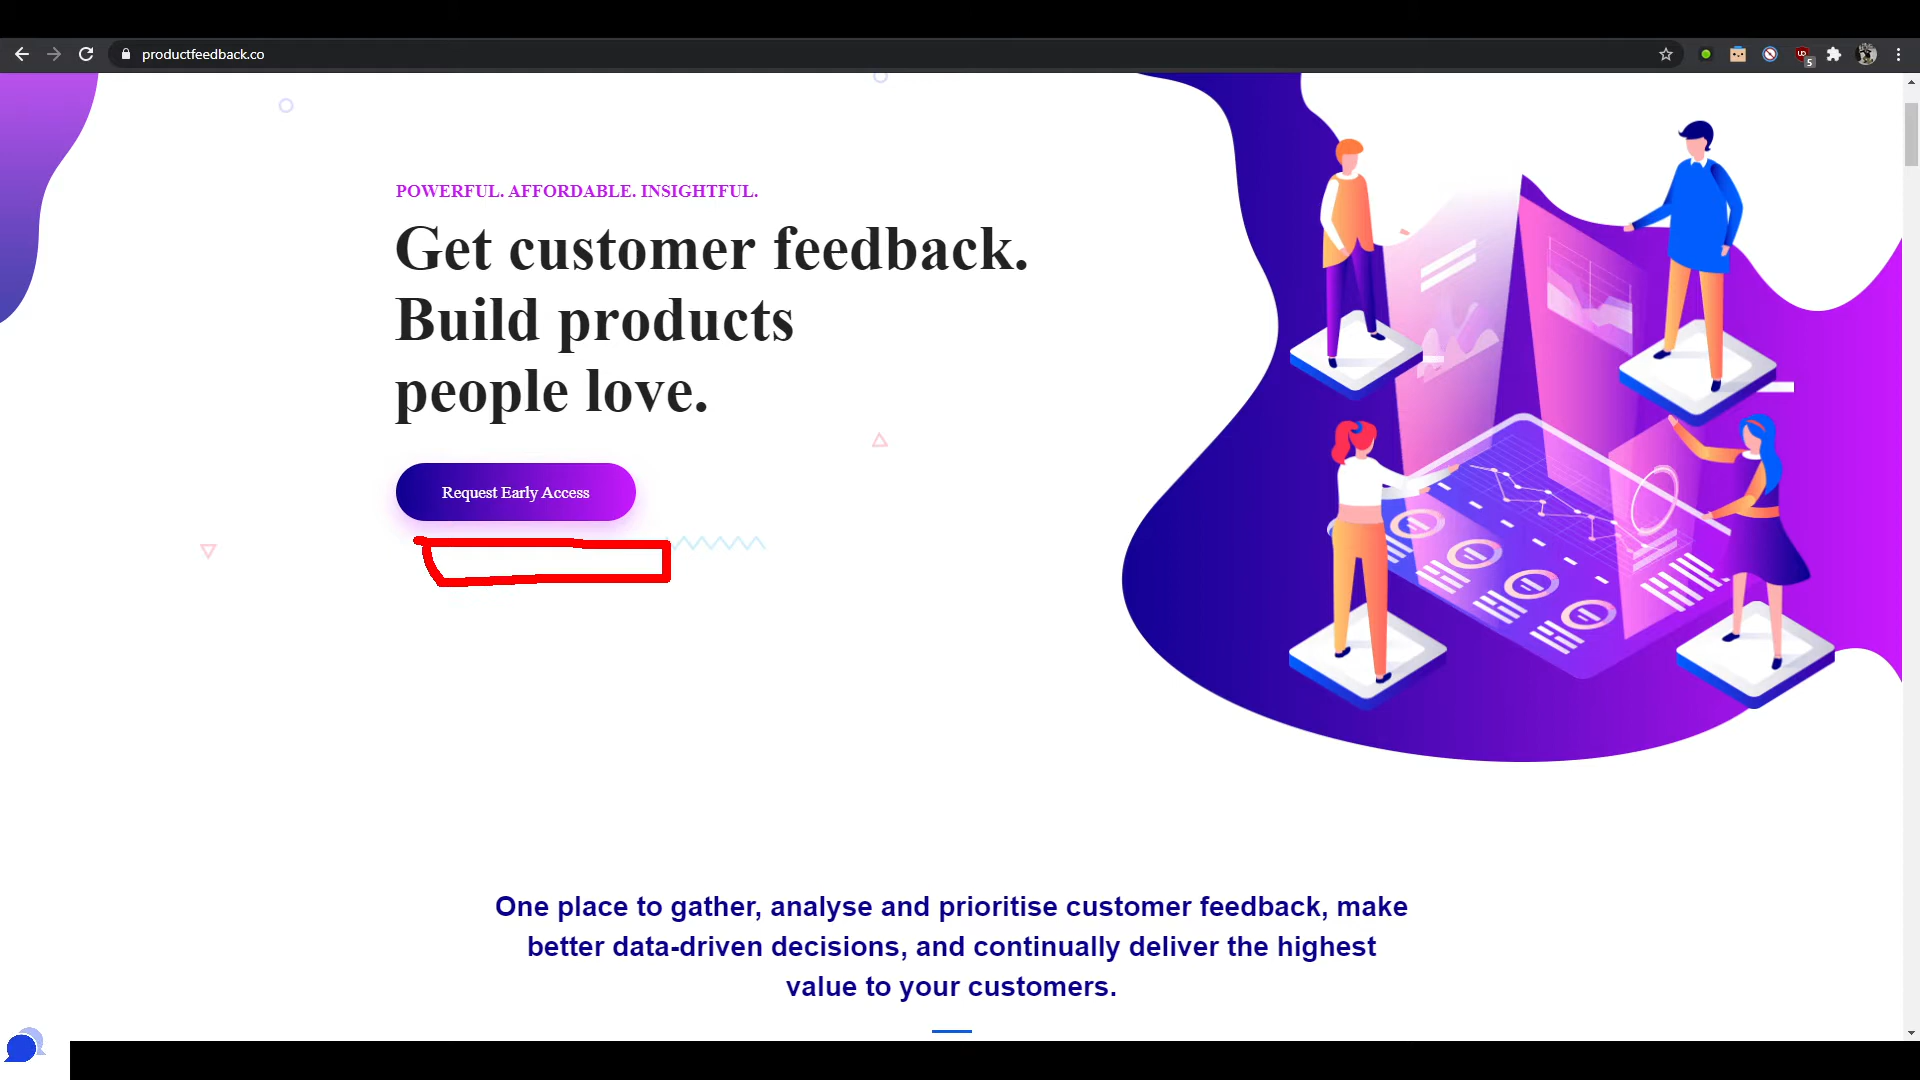 productfeedback.co
5
POWERFUL. AFFORDABLE. INSIGHTFUL.
Get customer feedback.
Build products
people love.
Request Early Access
One place to gather, analyse and prioritise customer feedback, make
better data-driven decisions, and continually deliver the highest
value to your customers.